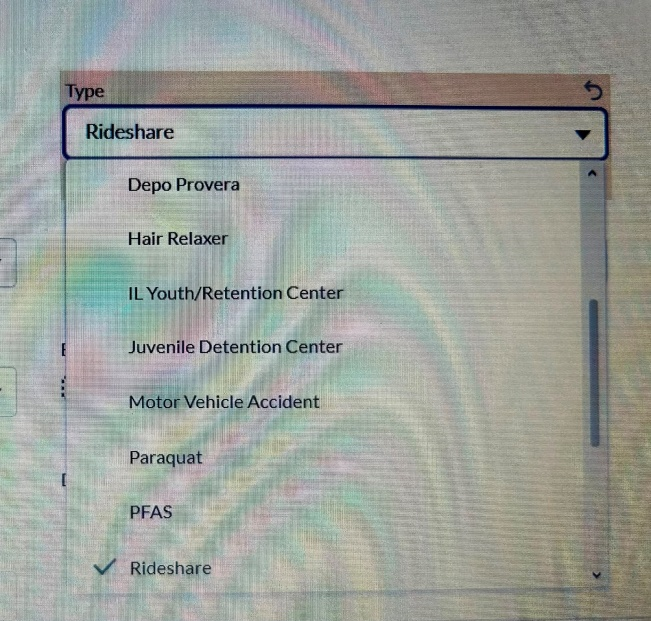 Type
Rideshare
Depo Provera
Hair Relaxer
IL Youth/Retention Center
Juvenile Detention Center
Motor Vehicle Accident
Paraquat
PFAS
Rideshare